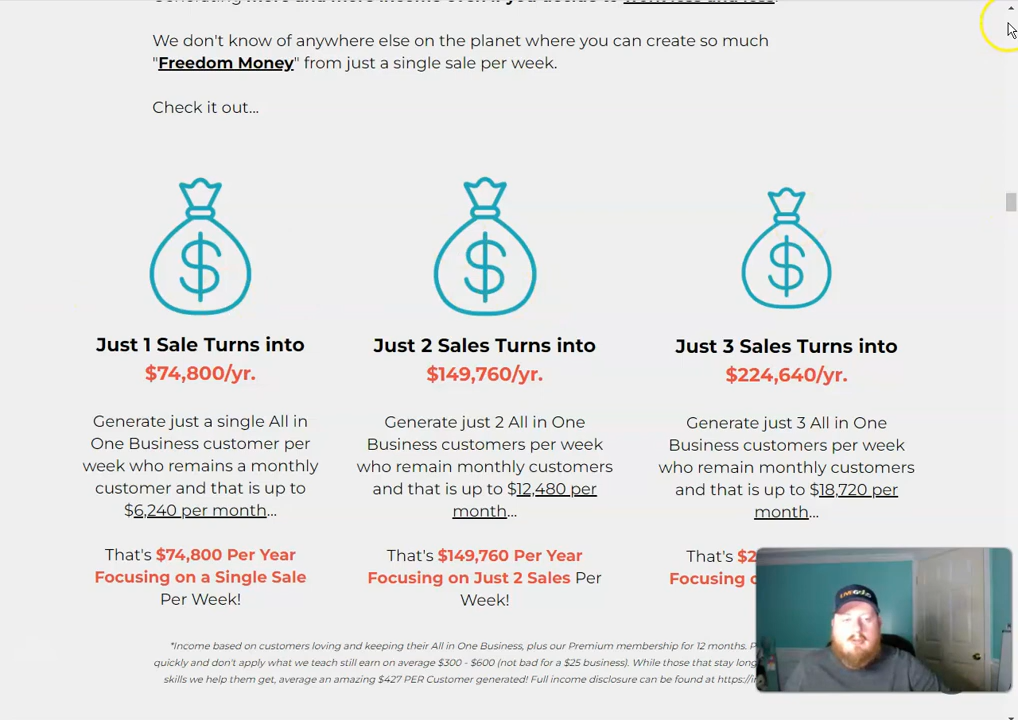 We don't know of anywhere else on the planet where you can create so much
"Freedom Money" from just a single sale per week.
Check it out...
Just 1 Sale Turns into
$74,800/yr.
Generate just a single All in
One Business customer per
week who remains a monthly
customer and that is up to
$6,240 per month...
That's $74,800 Per Year
Focusing on a Single Sale
Per Week!
Just 2 Sales Turns into
$149,760/yr.
Generate just 2 All in One
Business customers per week
who remain monthly customers
and that is up to $12,480 per
month...
That's $149,760 Per Year
Focusing on Just 2 Sales Per
Week!
Just 3 Sales Turns into
$224,640/yr.
Generate just 3 All in One
Business customers per week
who remain monthly customers
and that is up to $18,720 per
month...
That's $2
Focusing
*Income based on customers loving and keeping their All in One Business, plus our Premium membership for 12 months.
quickly and don't apply what we teach still earn on average $300 - $600 (not bad for a $25 business). While those that stay long
skills we help them get, average an amazing $427 PER Customer generated! Full income disclosure can be found at https://i